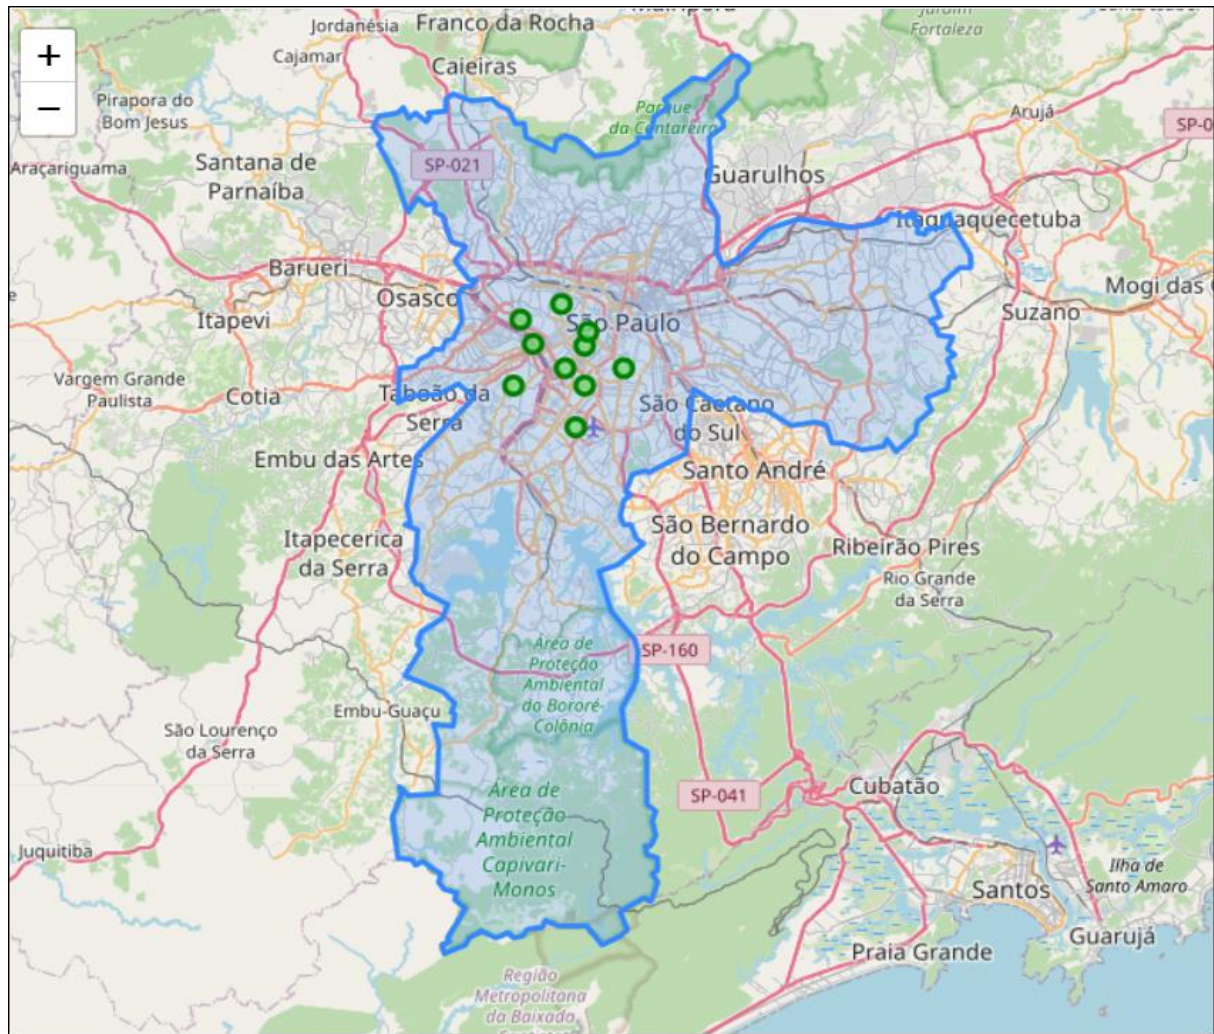 Mairiporã
Jardim
Fortaleza
Franco da Rocha
Jordanésia
+
Cajamar
Caieiras
−
Pirapora do
Bom Jesus
Parque
da Cantareira
Arujá
SP-0
Araçariguama
Santana de
Parnaíba
SP-021
Guarulhos
Itaquaquecetuba
Barueri
Osasco
Mogi das C
Itapevi
São Paulo
Suzano
Vargem Grande
Paulista
Cotia
Taboão da
Serra
São Caetano
do Sul
Embu das Artes
Santo André
Itapecerica
da Serra
São Bernardo
do Campo
Ribeirão Pires
Rio Grande
da Serra
Área de
Proteção
Ambiental
do Bororé-
Colônia
SP-160
Embu-Guaçu
São Lourenço
da Serra
Área de
Proteção
Ambiental
Capivari-
Monos
SP-041
Cubatão
Juquitiba
Ilha de
Santo Amaro
Santos
Guarujá
Praia Grande
Região
Metropolitana
da Baixada